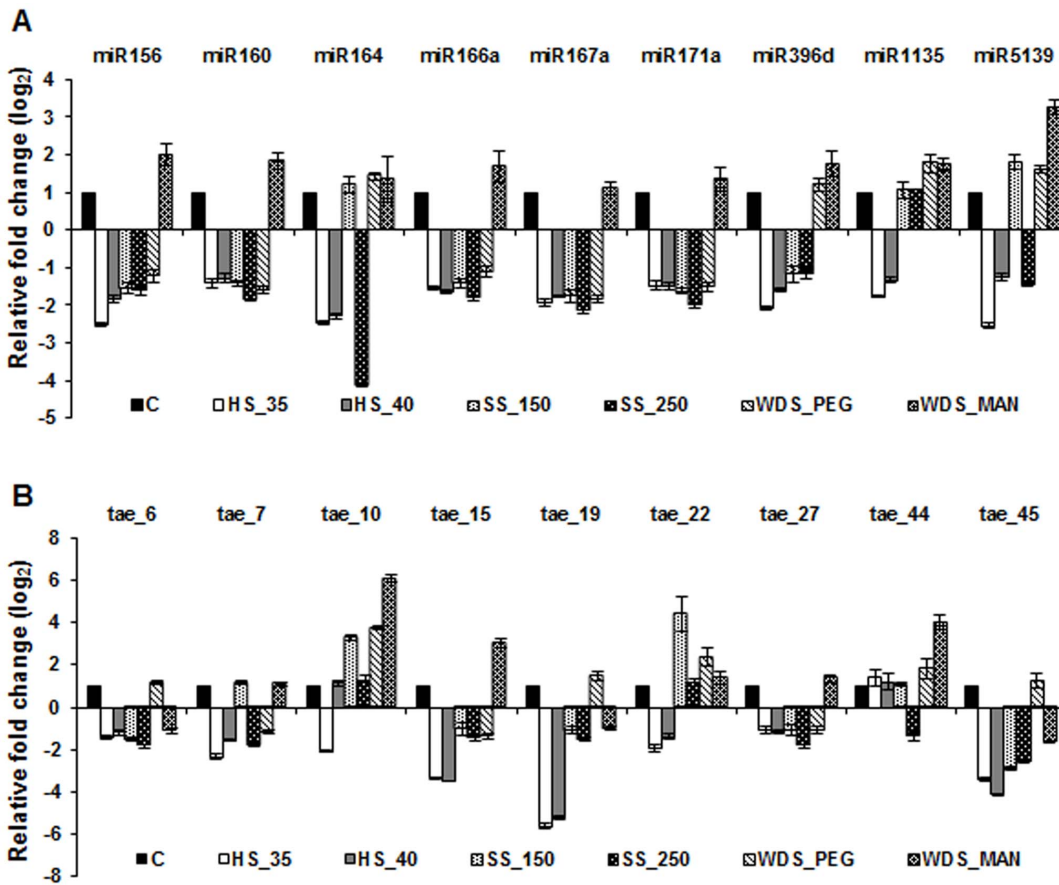 A
miR156 miR160 miR164 miR166a miR167a miR171a miR396d miR1135 miR5139
Relative fold change (log2)
4
3
2
1
0
-1
-2
-3
-4
-5
C HS_35 HS_40 SS_150 SS_250 WDS_PEG WDS_MAN
B
tae_6 tae_7 tae_10 tae_15 tae_19 tae_22 tae_27 tae_44 tae_45
Relative fold change (log2)
8
6
4
2
0
-2
-4
-6
-8
C HS_35 HS_40 SS_150 SS_250 WDS_PEG WDS_MAN